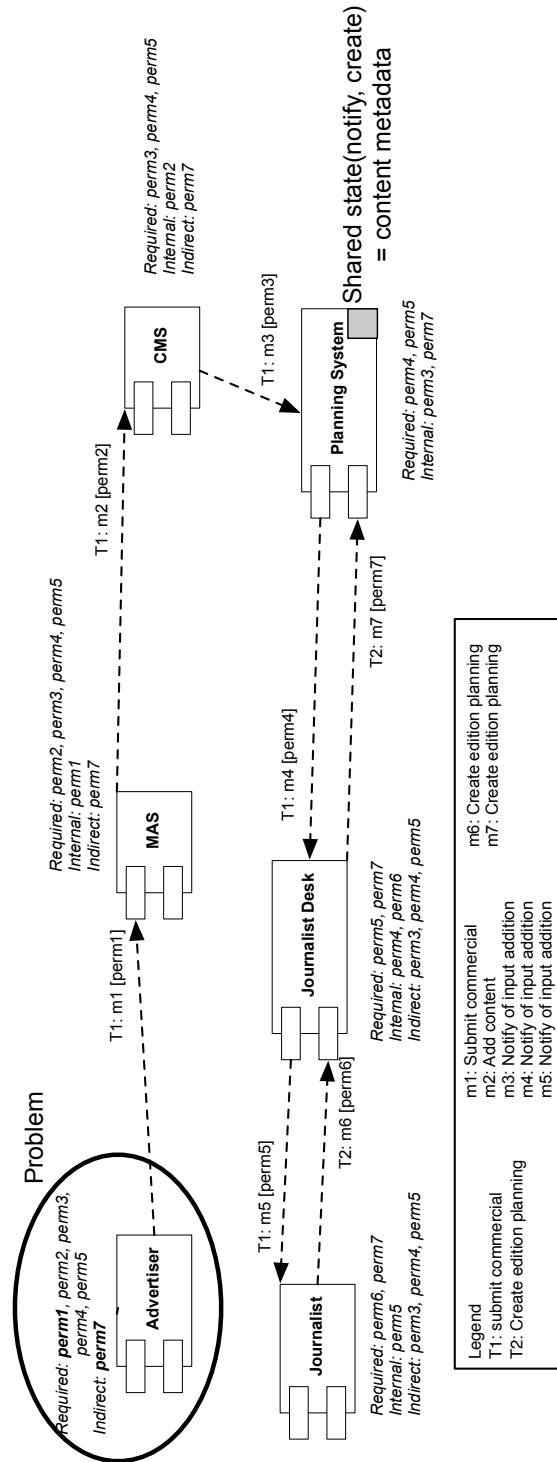 Problem
Required: perm1, perm2, perm3,
perm4, perm5
Indirect: perm7
Advertiser
T1: m1 [perm1]
Required: perm2, perm3, perm4, perm5
Internal: perm1
Indirect: perm7
MAS
T1: m2 [perm2]
CMS
Required: perm3, perm4, perm5
Internal: perm2
Indirect: perm7
T1: m3 [perm3]
Journalist
Required: perm6, perm7
Internal: perm5
Indirect: perm3, perm4, perm5
T1: m5 [perm5]
T2: m6 [perm6]
Journalist Desk
Required: perm5, perm7
Internal: perm4, perm6
Indirect: perm3, perm4, perm5
T1: m4 [perm4]
T2: m7 [perm7]
Planning System
Required: perm4, perm5
Internal: perm3, perm7
Shared state(notify, create)
= content metadata
Legend
T1: submit commercial
T2: Create edition planning
m1: Submit commercial
m2: Add content
m3: Notify of input addition
m4: Notify of input addition
m5: Notify of input addition
m6: Create edition planning
m7: Create edition planning